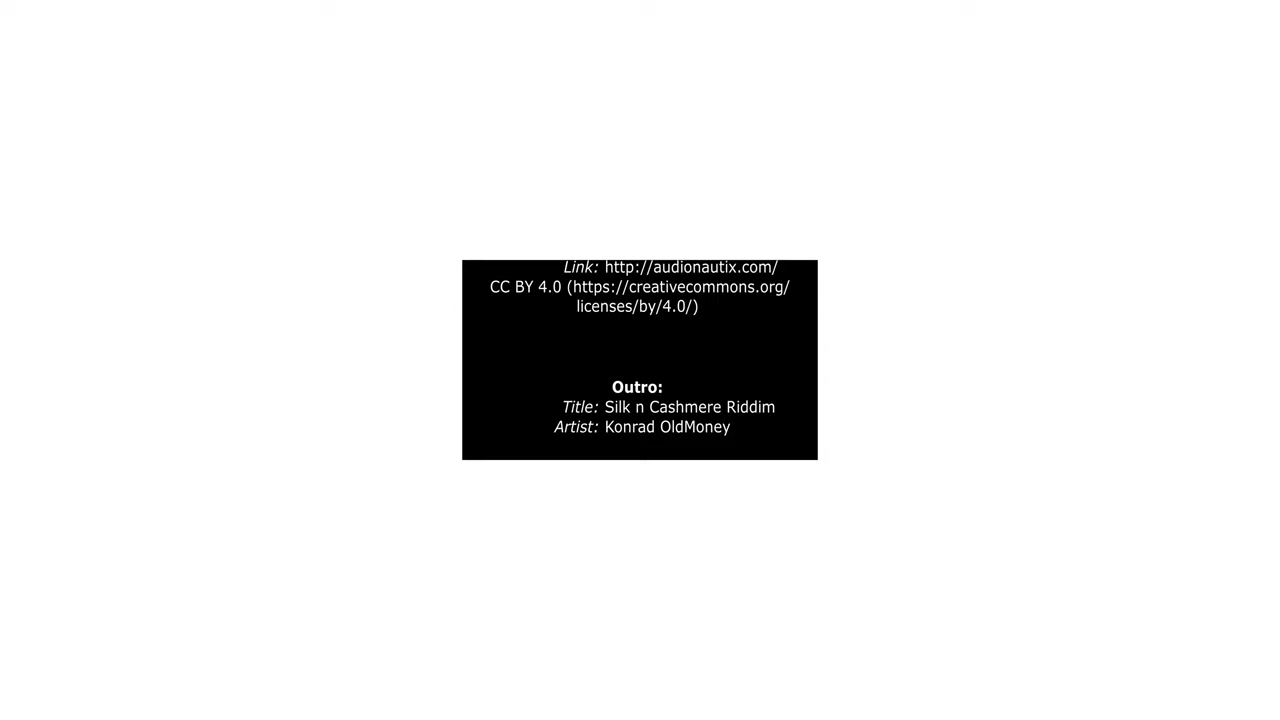 Link: http://audionautix.com/
CC BY 4.0 (https://creativecommons.org/
licenses/by/4.0/)
Outro:
Title: Silk n Cashmere Riddim
Artist: Konrad OldMoney